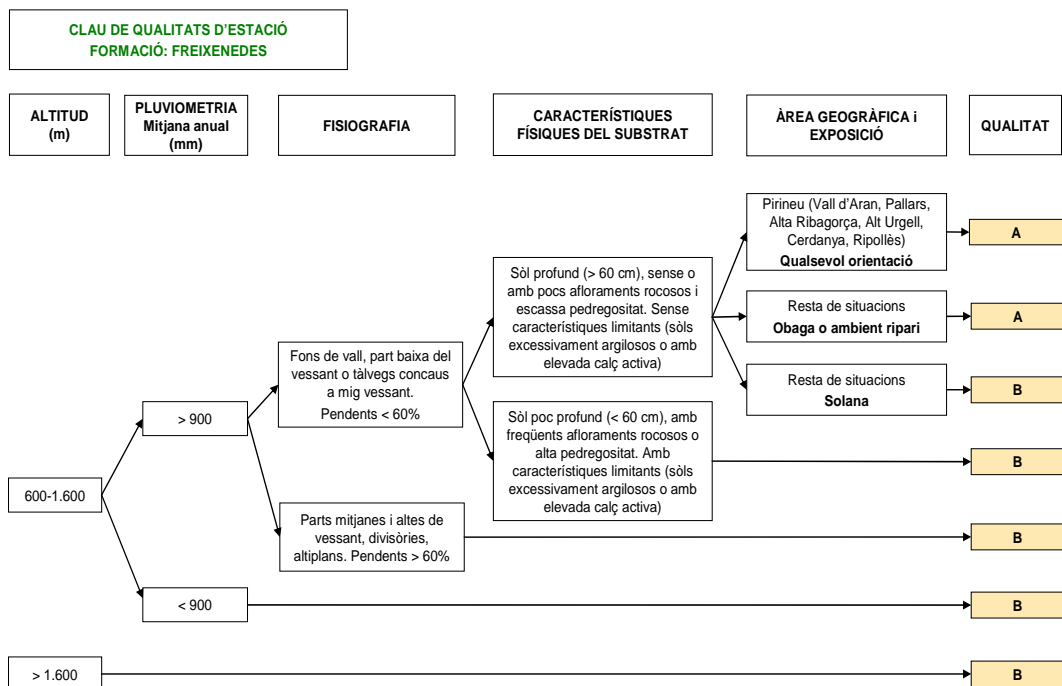 CLAU DE QUALITATS D'ESTACIÓ
FORMACIÓ: FREIXENEDES
ALTITUD
(m)
PLUVIOMETRIA
Mitjana anual
(mm)
FISIOGRAFIA
CARACTERÍSTIQUES
FÍSIQUES DEL SUBSTRAT
ÀREA GEOGRÀFICA i
EXPOSICIÓ
QUALITAT
Pirineu (Vall d'Aran, Pallars,
Alta Ribagorça, Alt Urgell,
Cerdanya, Ripollès)
Qualsevol orientació
A
Sòl profund (> 60 cm), sense o
amb pocs afloraments rocosos i
escassa pedregositat. Sense
característiques limitants (sòls
excessivament argilosos o amb
elevada calç activa)
Resta de situacions
Obaga o ambient ripari
A
Fons de vall, part baixa del
vessant o tàlvegs concaus
a mig vessant.
Pendents < 60%
Resta de situacions
Solana
B
> 900
Sòl poc profund (< 60 cm), amb
freqüents afloraments rocosos o
alta pedregositat. Amb
característiques limitants (sòls
excessivament argilosos o amb
elevada calç activa)
B
600-1.600
Parts mitjanes i altes de
vessant, divisòries,
altiplans. Pendents > 60%
B
< 900
B
> 1.600
B